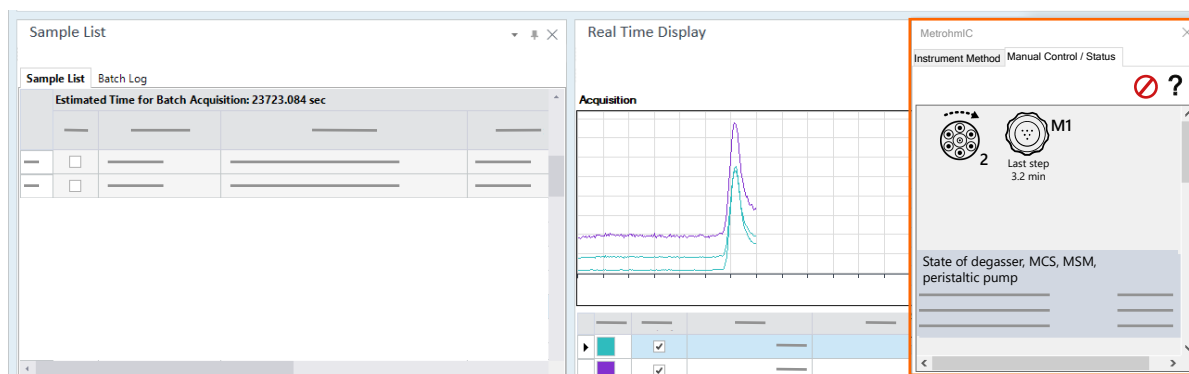 Sample List
Sample List Batch Log
Estimated Time for Batch Acquisition: 23723.084 sec
Real Time Display
Acquisition
MetrohmIC
Instrument Method Manual Control / Status
?
2
M1
Last step
3.2 min
State of degasser, MCS, MSM,
peristaltic pump